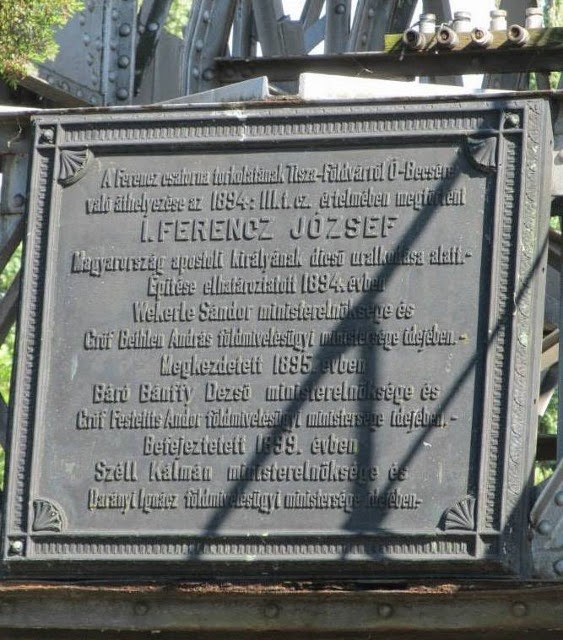 A Ferencz csatorna torkolatának Tisza-Földvárról Ó-Becsére
való áthelyezése az 1894: III.t.cz. értelmében megtörtént
I. FERENCZ JÓZSEF
Magyarország apostoli királyának dicső uralkodása alatt.-
Épitése elhatároztatott 1894. évben
Wekerle Sándor ministerelnöksége és
Gróf Bethlen András földmivelésügyi ministersége idejében.-
Megkezdetett 1895. évben
Báró Bánffy Dezső ministerelnöksége és
Gróf Festetits Andor földmivelésügyi ministersége idejében.-
Befejeztetett 1899. évben
Széll Kálmán ministerelnöksége és
Darányi Ignácz földmivelésügyi ministersége idejében.-